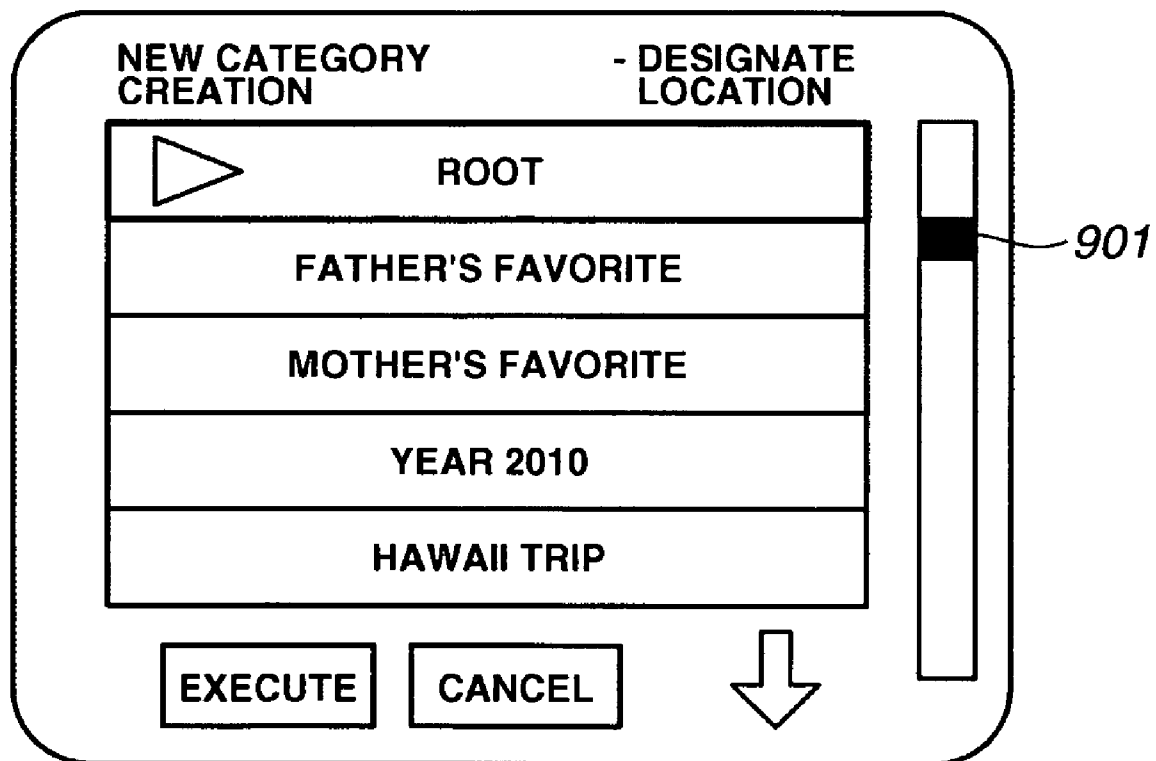 NEW CATEGORY CREATION
- DESIGNATE LOCATION
ROOT
FATHER'S FAVORITE
901
MOTHER'S FAVORITE
YEAR 2010
HAWAII TRIP
EXECUTE
CANCEL